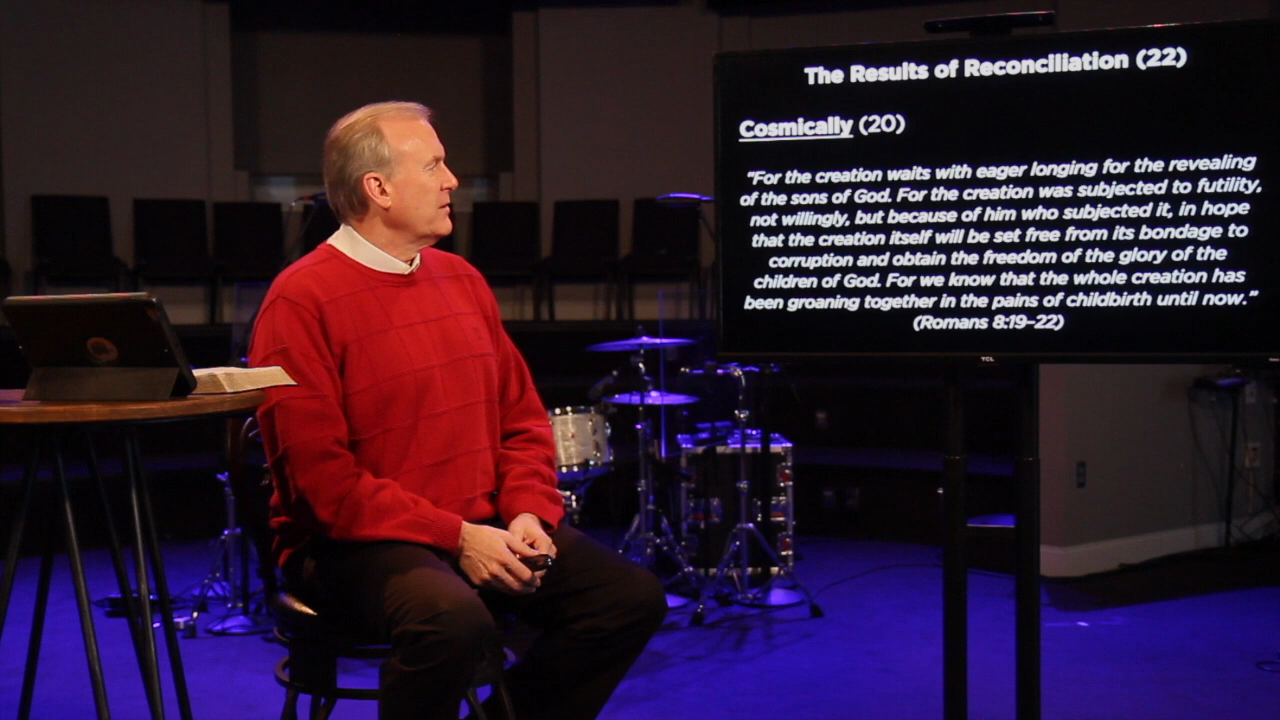 The Results of Reconciliation (22)
Cosmically (20)
"For the creation waits with eager longing for the revealing
of the sons of God. For the creation was subjected to futility,
not willingly, but because of him who subjected it, in hope
that the creation itself will be set free from its bondage to
corruption and obtain the freedom of the glory of the
children of God. For we know that the whole creation has
been groaning together in the pains of childbirth until now."
(Romans 8:19–22)
TCL